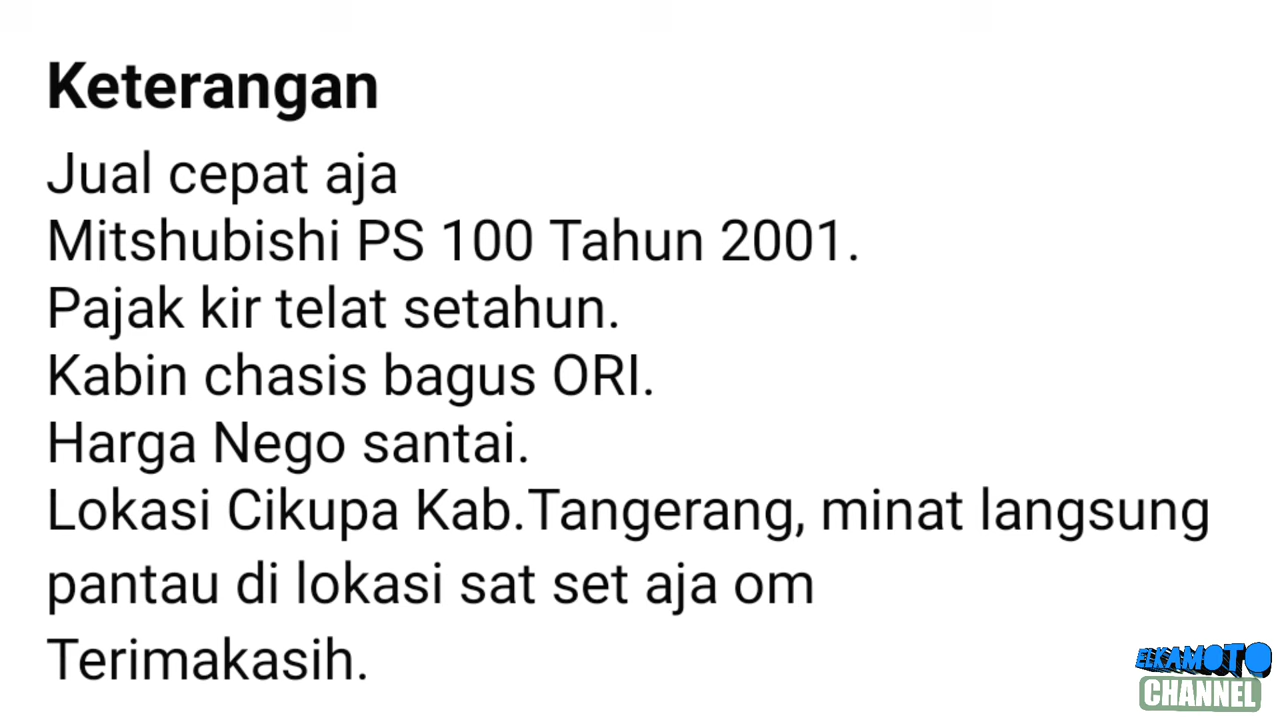 Keterangan
Jual cepat aja
Mitshubishi PS 100 Tahun 2001.
Pajak kir telat setahun.
Kabin chasis bagus ORI.
Harga Nego santai.
Lokasi Cikupa Kab.Tangerang, minat langsung
pantau di lokasi sat set aja om
Terimakasih.
ELKAMOTO
CHANNEL